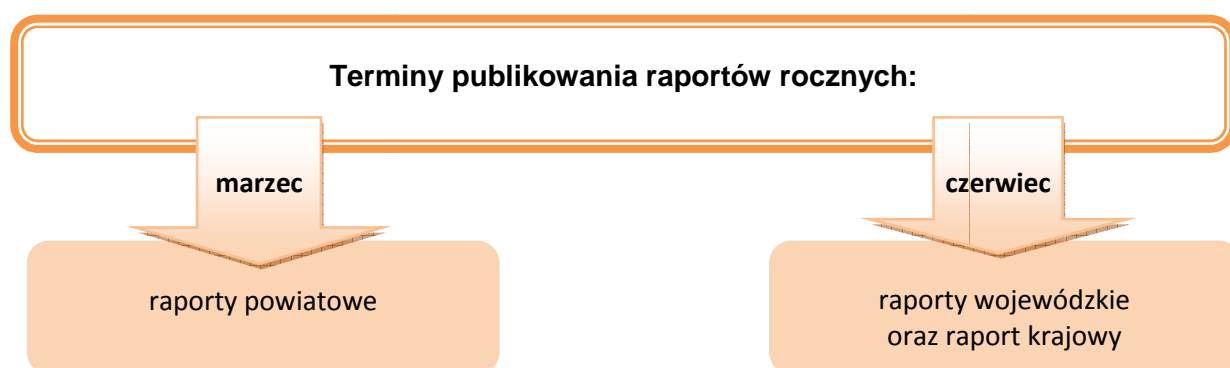 Terminy publikowania raportów rocznych:
marzec
czerwiec
raporty powiatowe
raporty wojewódzkie
oraz raport krajowy